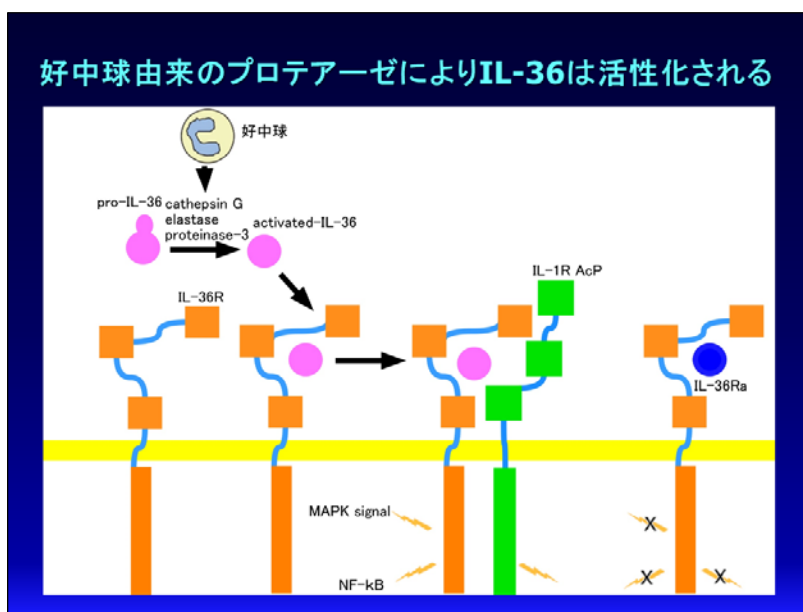 好中球由来のプロテアーゼによりIL-36は活性化される
好中球
pro-IL-36
cathepsin G
elastase
proteinase-3
activated-IL-36
IL-36R
IL-1R AcP
IL-36Ra
MAPK signal
NF-kB
X
X
X